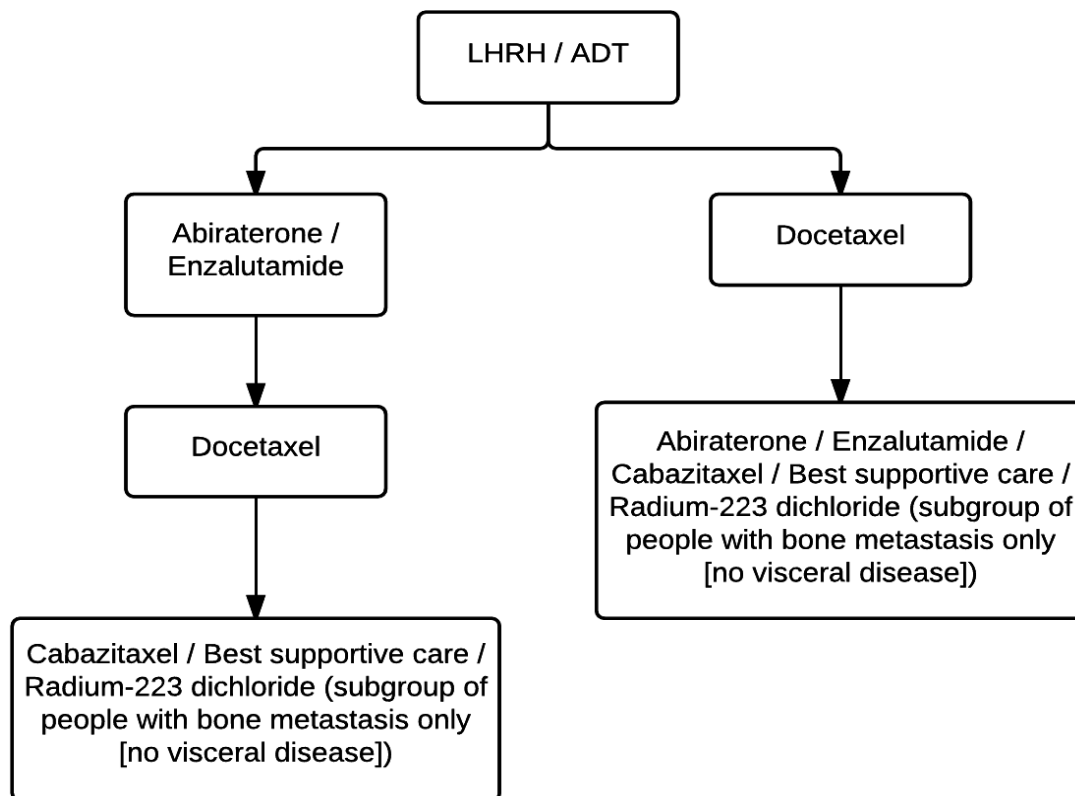 LHRH / ADT
Abiraterone /
Enzalutamide
Docetaxel
Docetaxel
Abiraterone / Enzalutamide /
Cabazitaxel / Best supportive care /
Radium-223 dichloride (subgroup of
people with bone metastasis only
[no visceral disease])
Cabazitaxel / Best supportive care /
Radium-223 dichloride (subgroup of
people with bone metastasis only
[no visceral disease])